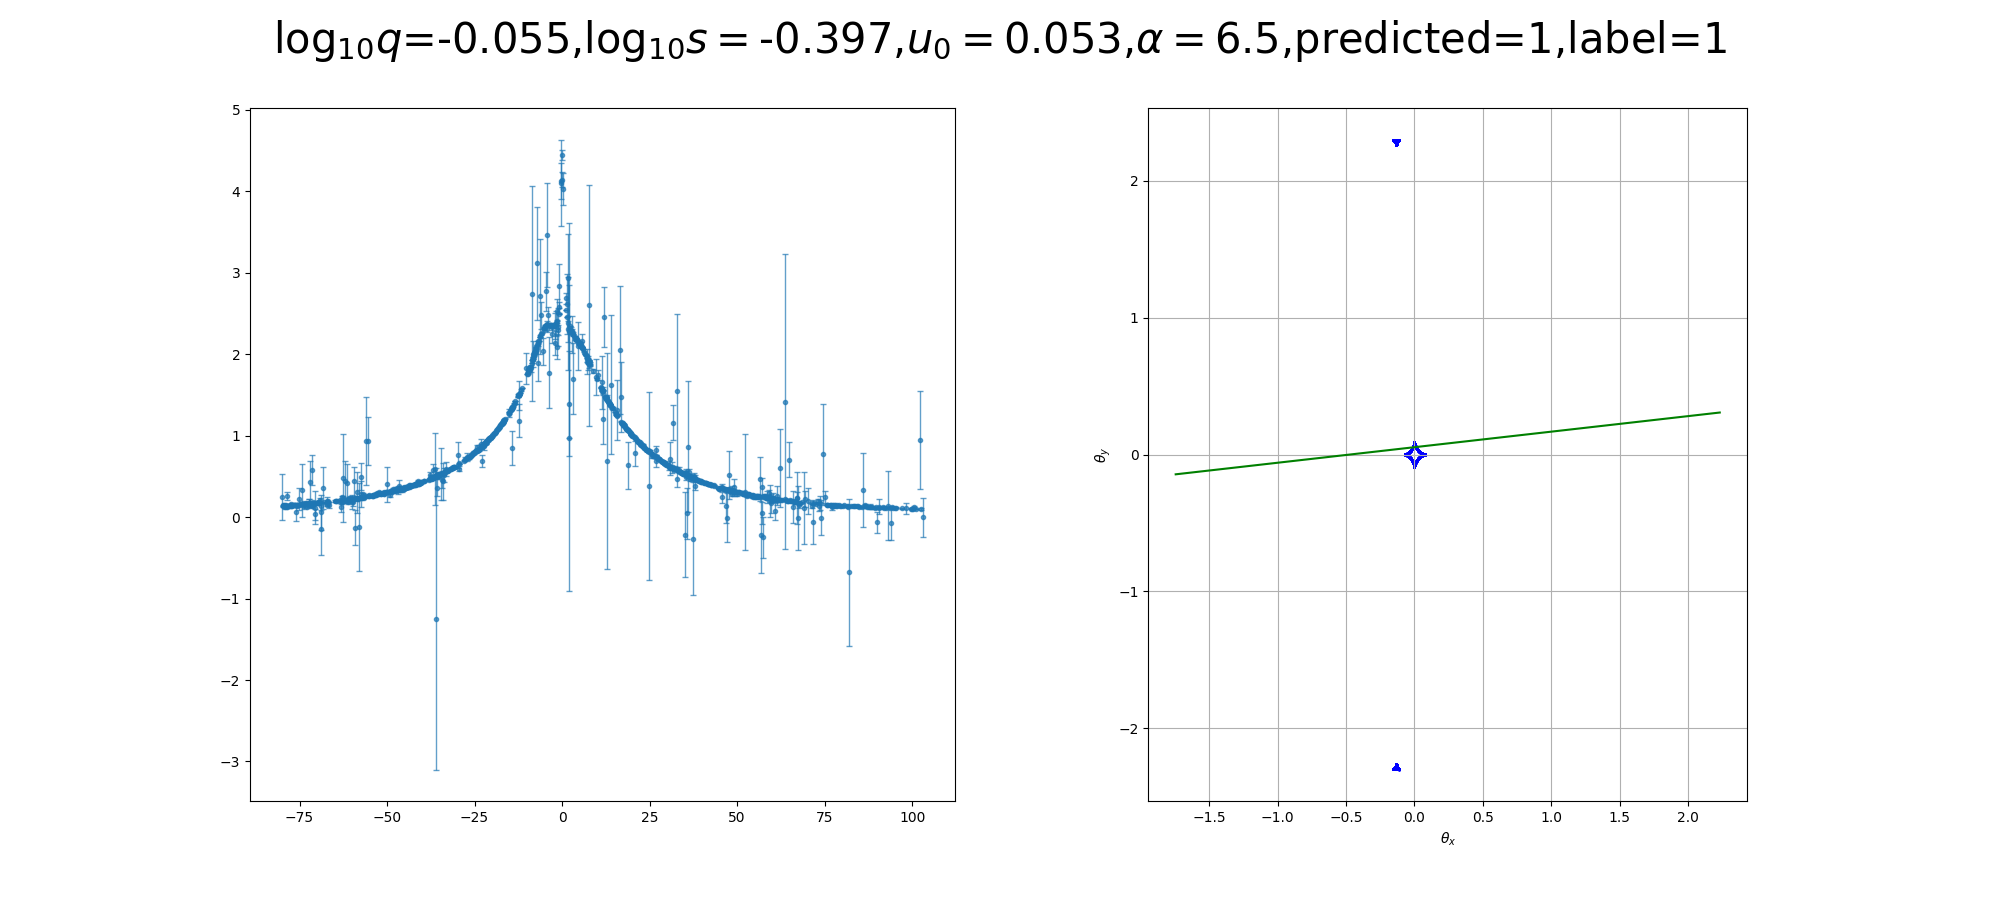 log₁₀q=-0.055,log₁₀s = -0.397,u₀ = 0.053,α = 6.5,predicted=1,label=1
5
4
3
2
1
0
−1
−2
−3
−75 −50 −25 0 25 50 75 100
2
1
0
−1
−2
θy
−1.5 −1.0 −0.5 0.0 0.5 1.0 1.5 2.0
θx